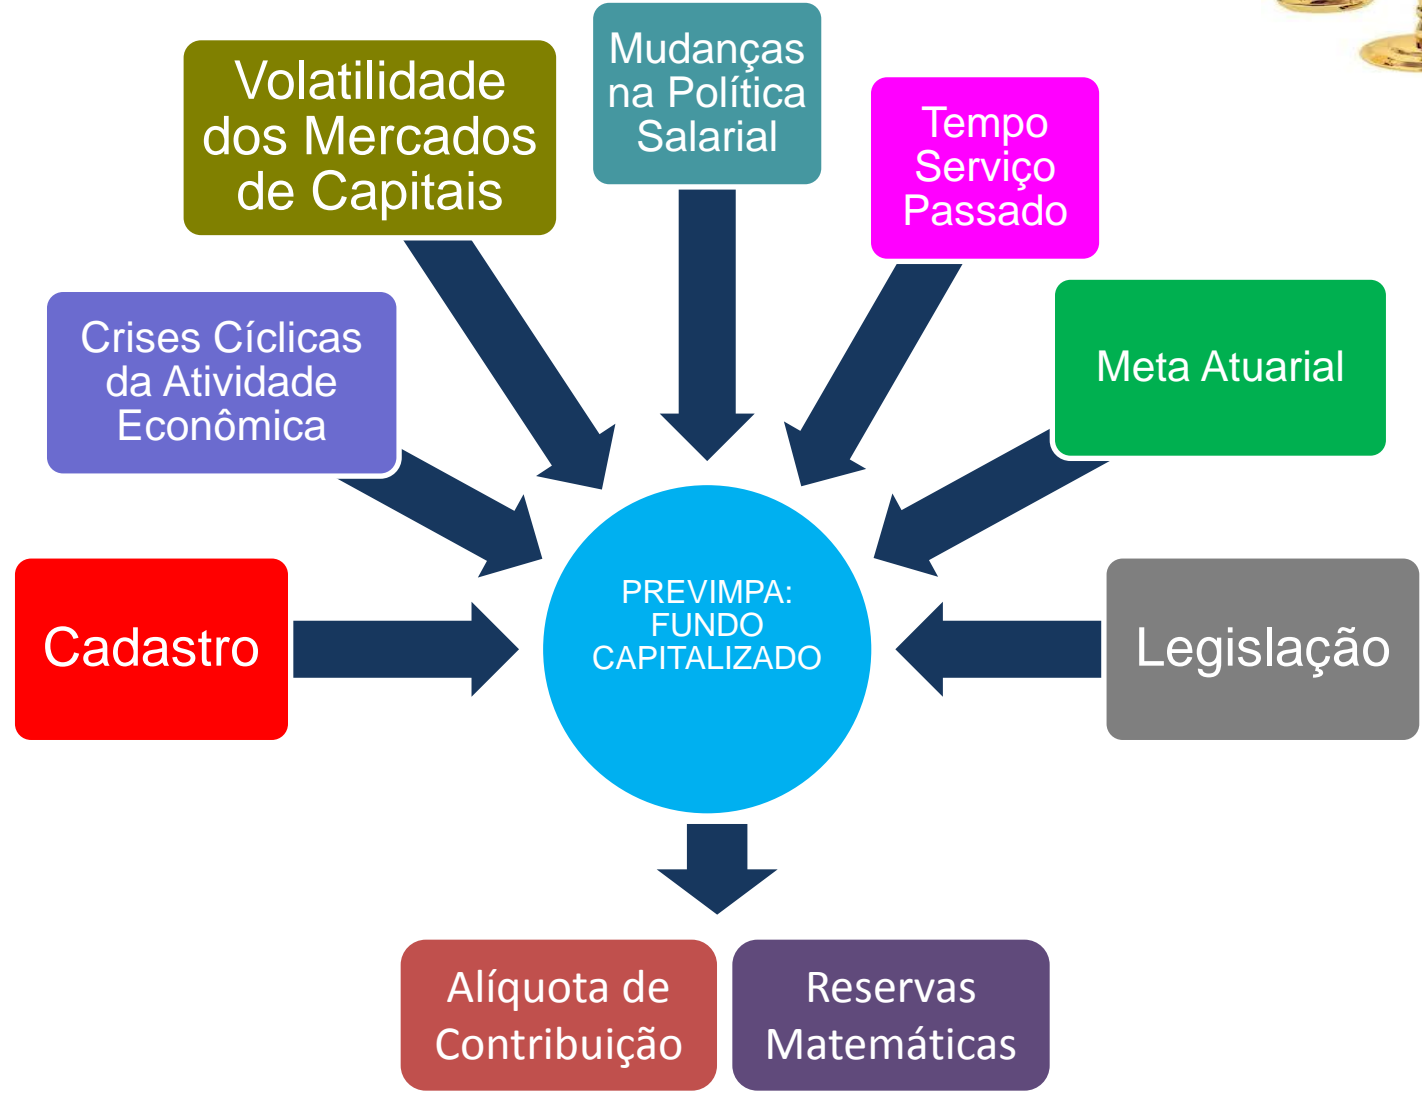 Mudanças
na Política
Salarial
Volatilidade
dos Mercados
de Capitais
Tempo
Serviço
Passado
Crises Cíclicas
da Atividade
Econômica
Meta Atuarial
Cadastro
PREVIMPA:
FUNDO
CAPITALIZADO
Legislação
Alíquota de
Contribuição
Reservas
Matemáticas